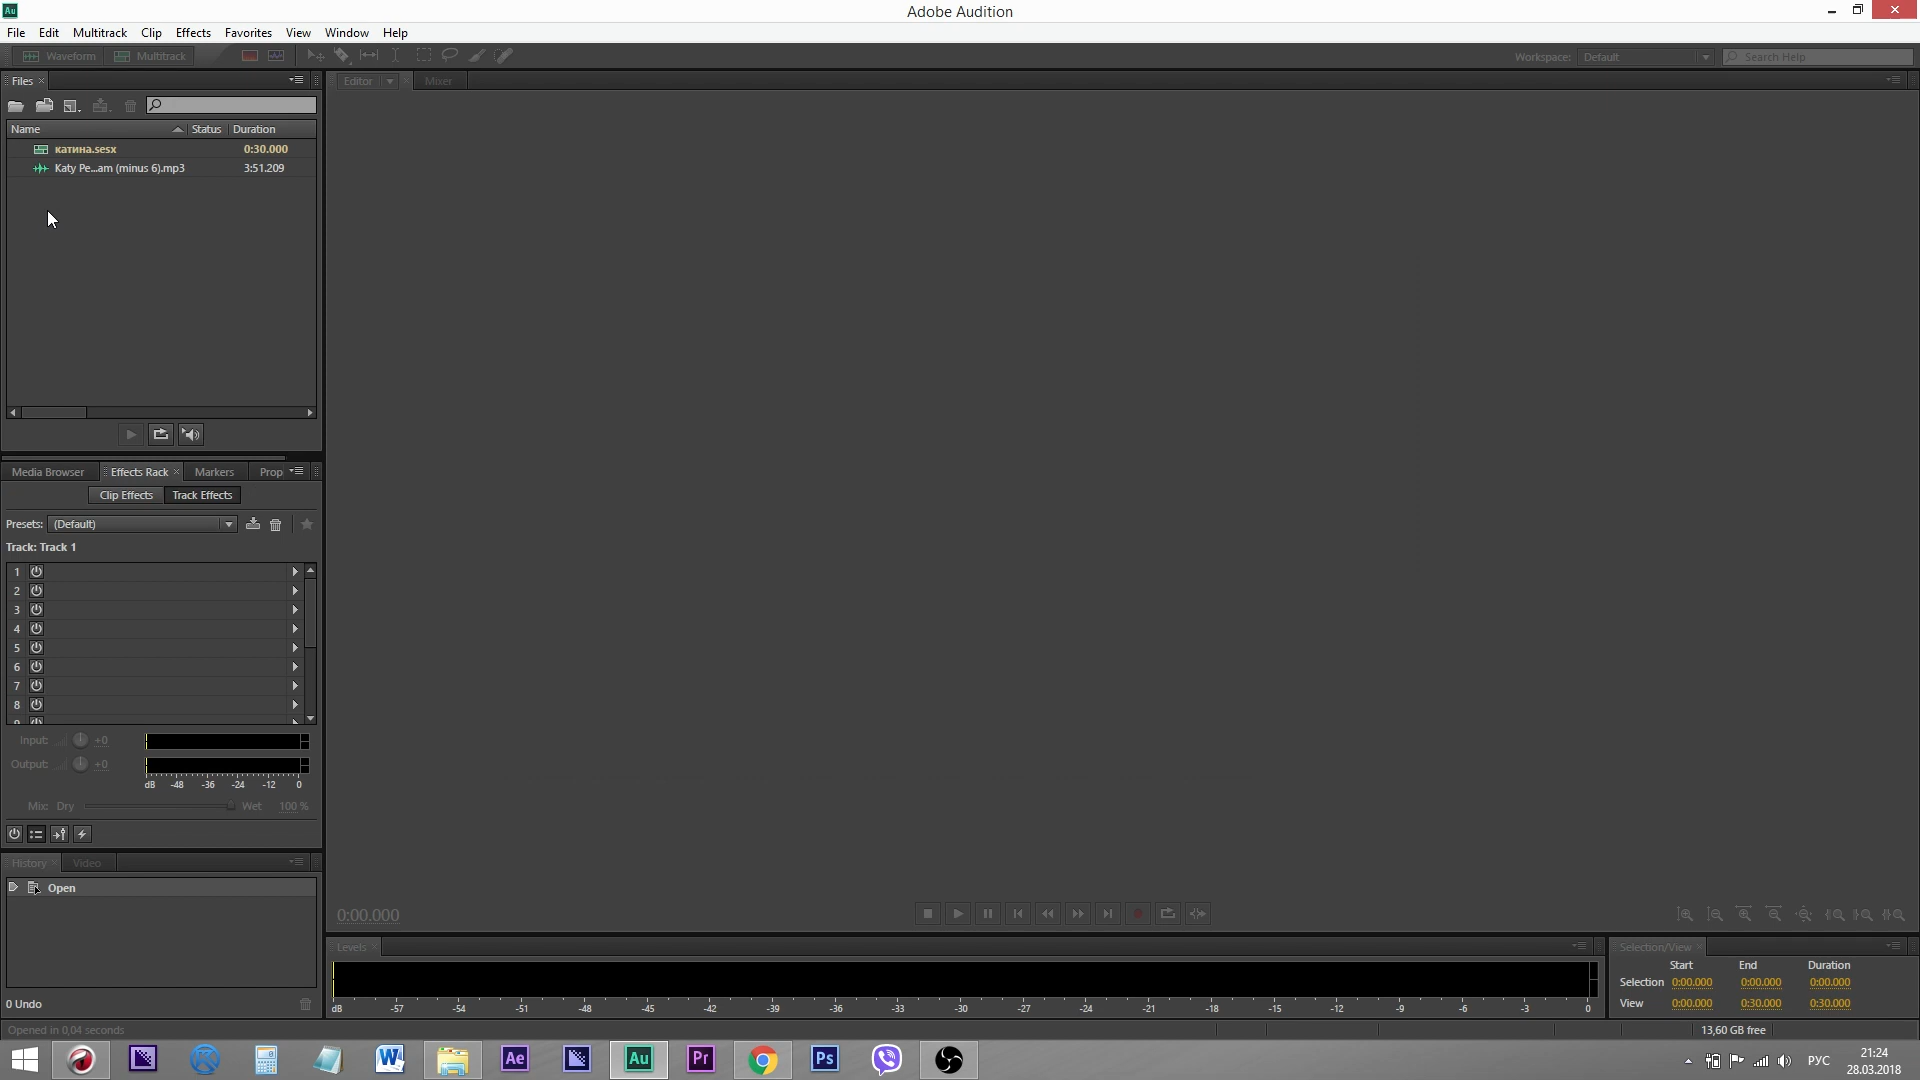 Au
Adobe Audition
File Edit Multitrack Clip Effects Favorites View Window Help
Waveform Multitrack
Workspace: Default Search Help
Files Editor Mixer
Name Status Duration
катина.sesx 0:30.000
Katy Pe...am (minus 6).mp3 3:51.209
Media Browser Effects Rack Markers Prop
Clip Effects Track Effects
Presets: (Default)
Track: Track 1
1
2
3
4
5
6
7
8
9
Input: +0
Output: +0
dB -48 -36 -24 -12 0
Mix: Dry Wet 100 %
History Video
Open
0 Undo
0:00.000
Levels
dB -57 -54 -51 -48 -45 -42 -39 -36 -33 -30 -27 -24 -21 -18 -15 -12 -9 -6 -3 0
Selection/View
Start End Duration
Selection 0:00.000 0:00.000 0:00.000
View 0:00.000 0:30.000 0:30.000
Opened in 0,04 seconds
13,60 GB free
W Ae Au Pr Ps
РУС
21:24
28.03.2018